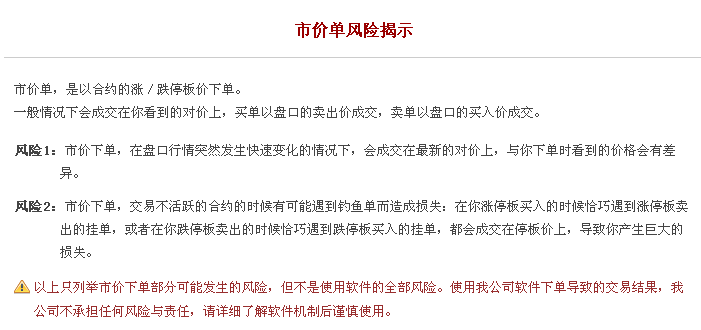 市价单风险揭示
市价单，是以合约的涨／跌停板价下单。
一般情况下会成交在你看到的对价上，买单以盘口的卖出价成交，卖单以盘口的买入价成交。
风险1：市价下单，在盘口行情突然发生快速变化的情况下，会成交在最新的对价上，与你下单时看到的价格会有差
异。
风险2：市价下单，交易不活跃的合约的时候有可能遇到钓鱼单而造成损失：在你涨停板买入的时候恰巧遇到涨停板卖
出的挂单，或者在你跌停板卖出的时候恰巧遇到跌停板买入的挂单，都会成交在停板价上，导致你产生巨大的
损失。
以上只列举市价下单部分可能发生的风险，但不是使用软件的全部风险。使用我公司软件下单导致的交易结果，我
公司不承担任何风险与责任，请详细了解软件机制后谨慎使用。